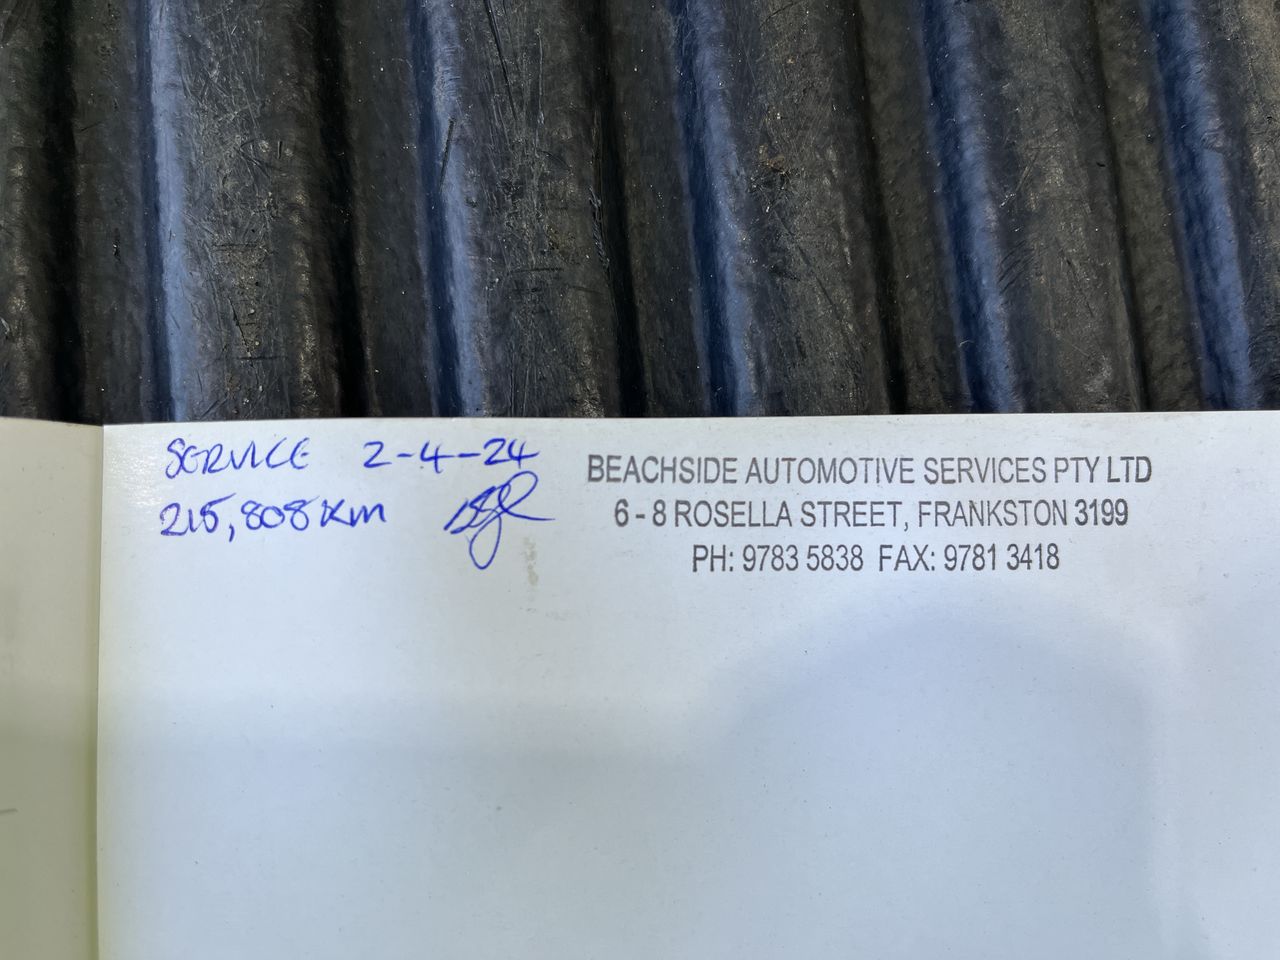 SERVICE 2-4-24
215,808 Km
BEACHSIDE AUTOMOTIVE SERVICES PTY LTD
6 - 8 ROSELLA STREET, FRANKSTON 3199
PH: 9783 5838 FAX: 9781 3418